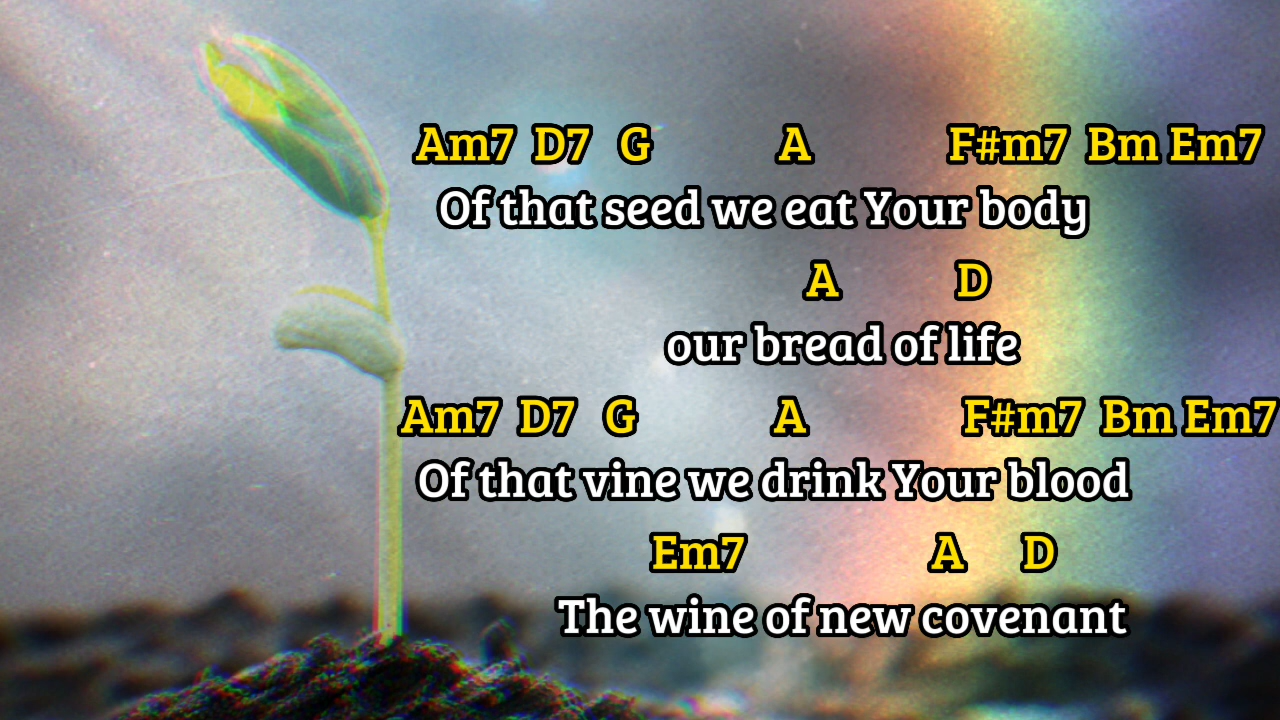 Am7 D7 G A F#m7 Bm Em7
Of that seed we eat Your body
A D
our bread of life
Am7 D7 G A F#m7 Bm Em7
Of that vine we drink Your blood
Em7 A D
The wine of new covenant